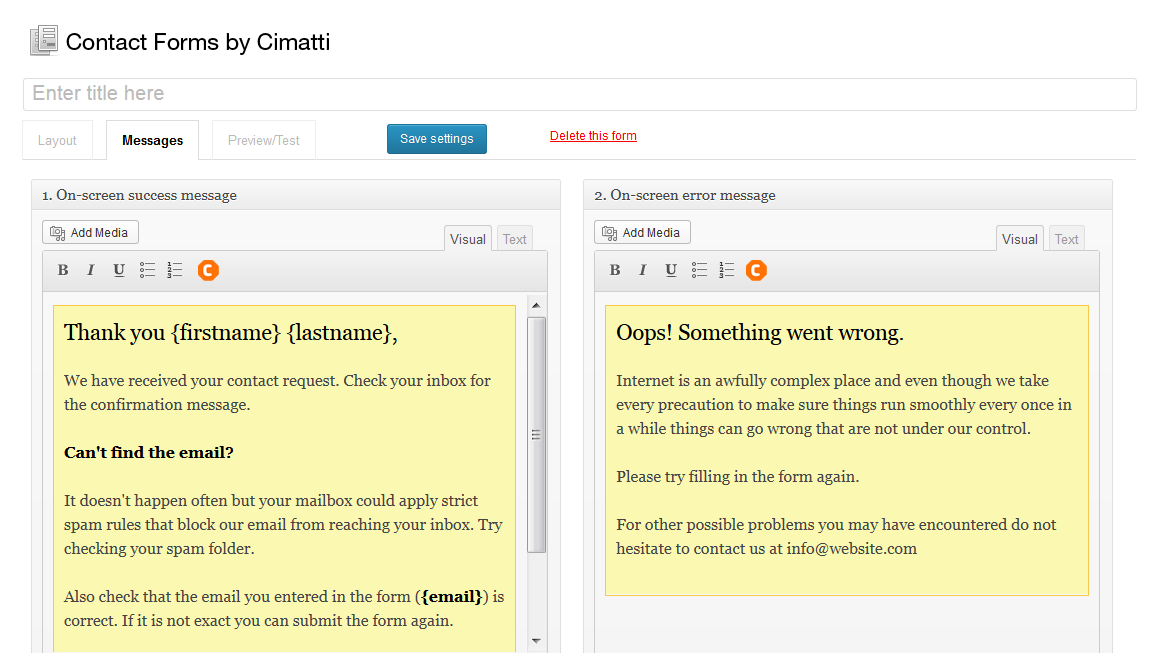 Contact Forms by Cimatti
Enter title here
Layout
Messages
Preview/Test
Save settings
Delete this form
1. On-screen success message
Add Media
Visual
Text
B I U
C
Thank you {firstname} {lastname},
We have received your contact request. Check your inbox for
the confirmation message.
Can't find the email?
It doesn't happen often but your mailbox could apply strict
spam rules that block our email from reaching your inbox. Try
checking your spam folder.
Also check that the email you entered in the form ({email}) is
correct. If it is not exact you can submit the form again.
2. On-screen error message
Add Media
Visual
Text
B I U
C
Oops! Something went wrong.
Internet is an awfully complex place and even though we take
every precaution to make sure things run smoothly every once in
a while things can go wrong that are not under our control.
Please try filling in the form again.
For other possible problems you may have encountered do not
hesitate to contact us at info@website.com